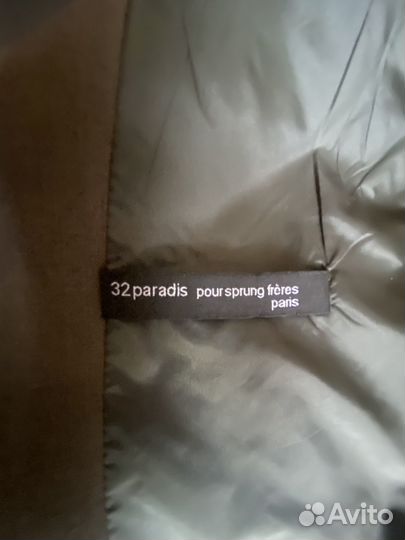 32paradis pour sprung frères
paris
Avito